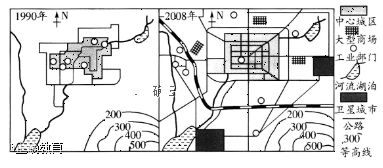 1990年 N
2008年 N
中心城区
大型商场
工业部门
河流湖泊
卫星城市
公路
300
等高线
200
300
400
500
200
300
400
500